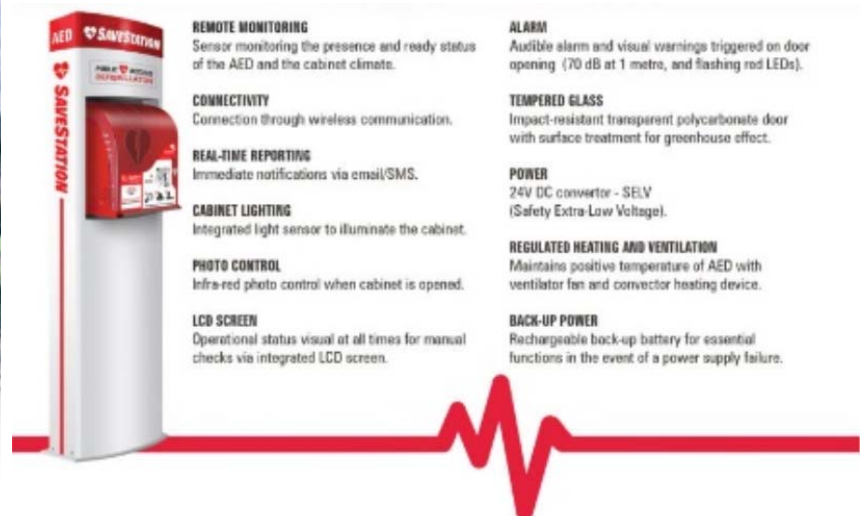 AED SAVESTATION
PUBLIC ACCESS
DEFIBRILLATOR
SAVESTATION
REMOTE MONITORING
Sensor monitoring the presence and ready status
of the AED and the cabinet climate.
CONNECTIVITY
Connection through wireless communication.
REAL-TIME REPORTING
Immediate notifications via email/SMS.
CABINET LIGHTING
Integrated light sensor to illuminate the cabinet.
PHOTO CONTROL
Infra-red photo control when cabinet is opened.
LCD SCREEN
Operational status visual at all times for manual
checks via integrated LCD screen.
ALARM
Audible alarm and visual warnings triggered on door
opening (70 dB at 1 metre, and flashing red LEDs).
TEMPERED GLASS
Impact-resistant transparent polycarbonate door
with surface treatment for greenhouse effect.
POWER
24V DC convertor - SELV
(Safety Extra-Low Voltage).
REGULATED HEATING AND VENTILATION
Maintains positive temperature of AED with
ventilator fan and convector heating device.
BACK-UP POWER
Rechargeable back-up battery for essential
functions in the event of a power supply failure.